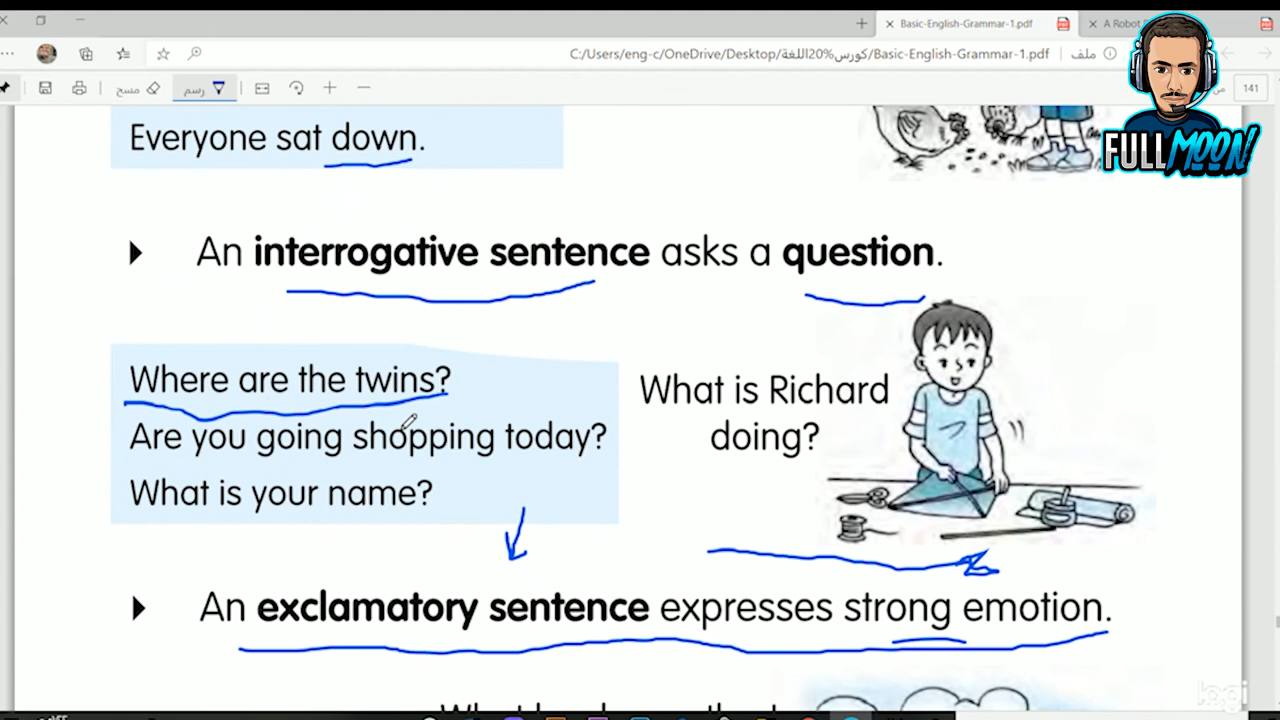 Basic-English-Grammar-1.pdf
A Robot
C:/Users/eng-c/OneDrive/Desktop/كورس%20اللغة/Basic-English-Grammar-1.pdf
ملف
مسح
رسم
141
FULL MOON
Everyone sat down.
An interrogative sentence asks a question.
Where are the twins?
Are you going shopping today?
What is your name?
What is Richard
doing?
An exclamatory sentence expresses strong emotion.
logi